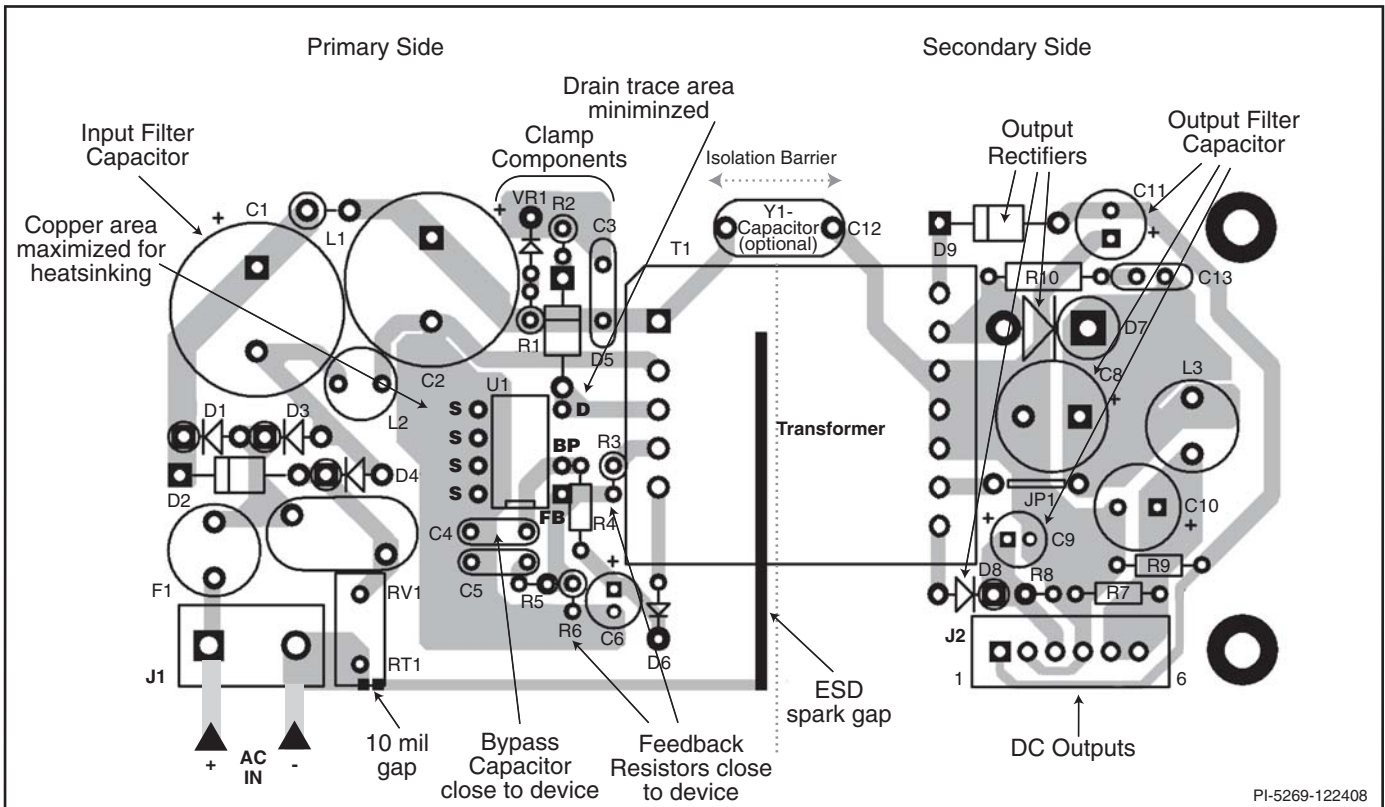 Primary Side
Secondary Side
Drain trace area
miniminzed
Input Filter
Capacitor
Clamp
Components
Output
Rectifiers
Output Filter
Capacitor
Isolation Barrier
Copper area
maximized for
heatsinking
+
C1
L1
+
VR1
R2
C3
T1
Y1-
Capacitor
(optional)
C12
D9
C11
+
R10
C13
R1
D5
D7
C2
U1
C8
+
L3
L2
S
D
S
S
S
BP
R3
FB
R4
Transformer
D1
D3
D2
D4
JP1
C10
+
+
C9
C4
C5
R5
R6
+
C6
D6
F1
RV1
RT1
D8
R8
R7
R9
J1
J2
1
6
+
AC
IN
-
10 mil
gap
Bypass
Capacitor
close to device
Feedback
Resistors close
to device
ESD
spark gap
DC Outputs
PI-5269-122408